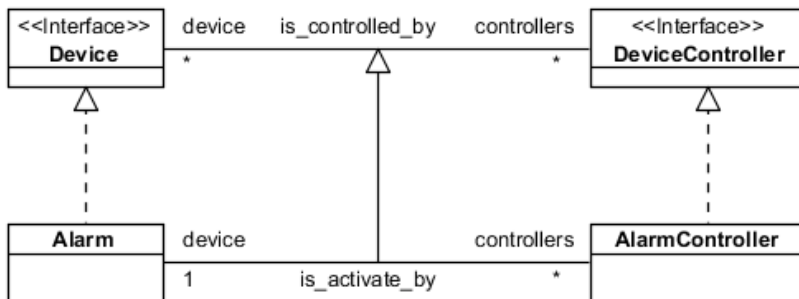 <<Interface>> device is_controlled_by controllers <<Interface>>
Device * * DeviceController
Alarm device controllers AlarmController
1 is_activate_by *